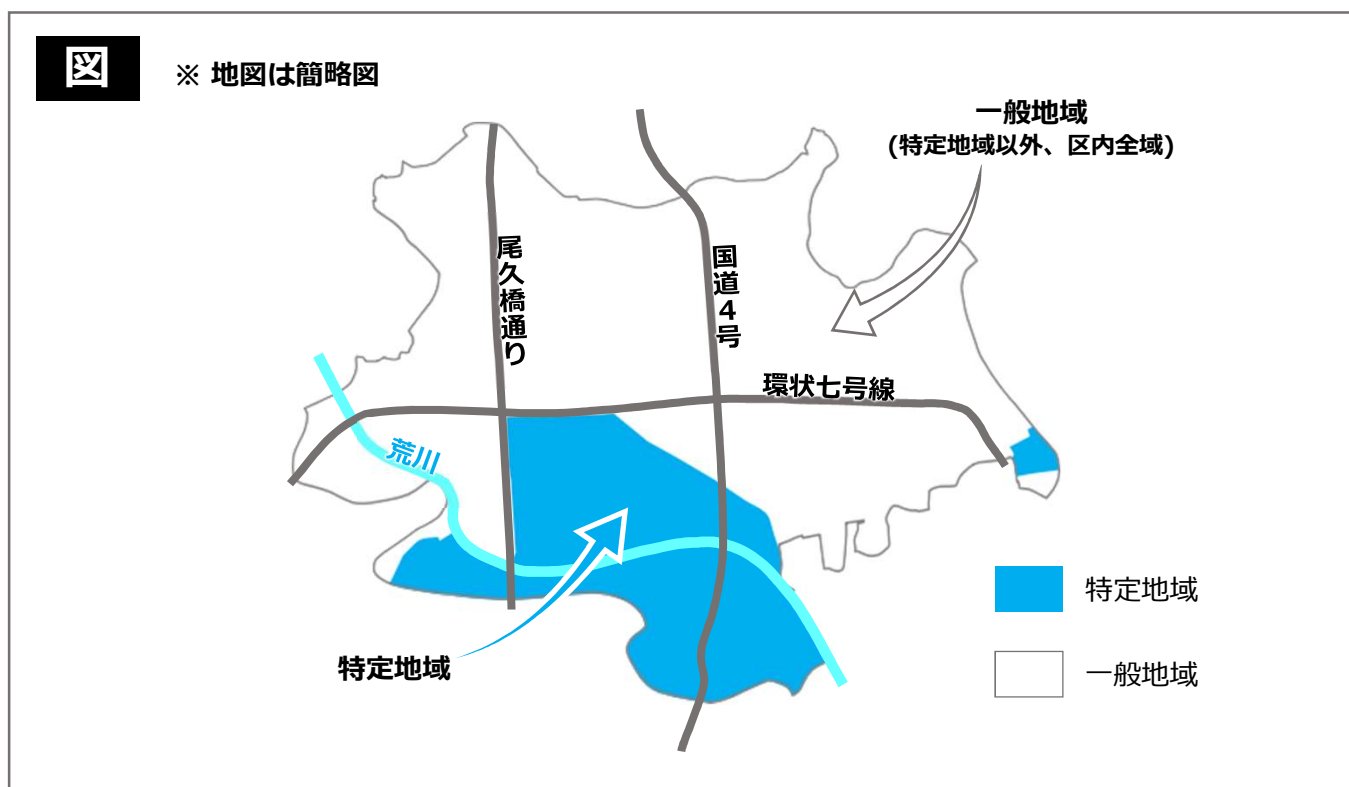 図
※ 地図は簡略図
一般地域
(特定地域以外、区内全域)
尾久橋通り
国道4号
環状七号線
荒川
特定地域
特定地域
一般地域